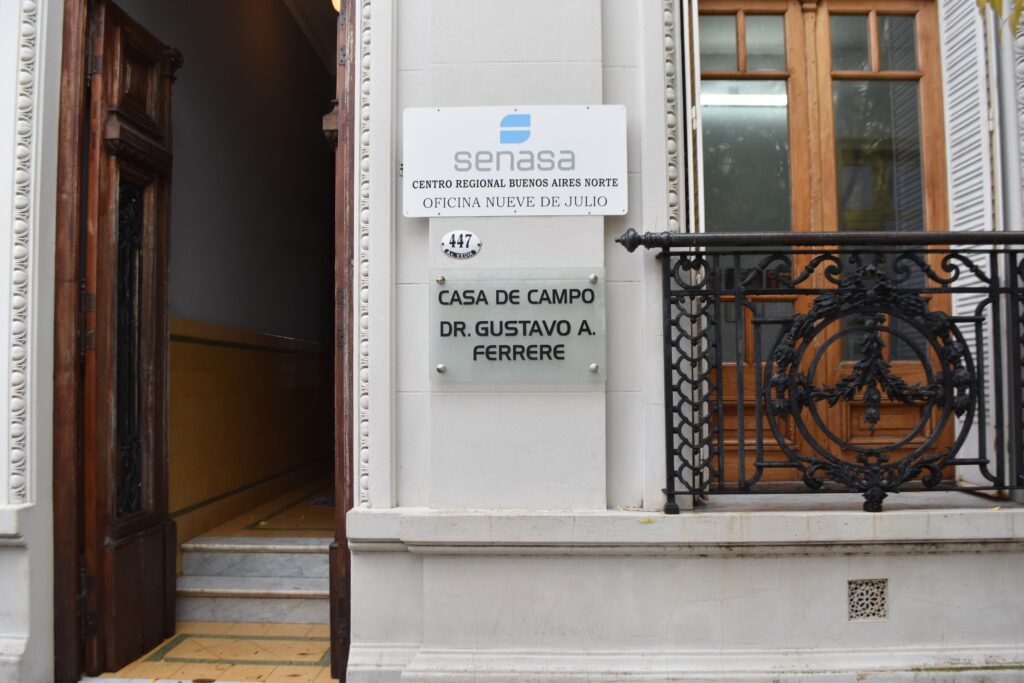 senasa
CENTRO REGIONAL BUENOS AIRES NORTE
OFICINA NUEVE DE JULIO
447
CASA DE CAMPO
DR. GUSTAVO A.
FERRERE